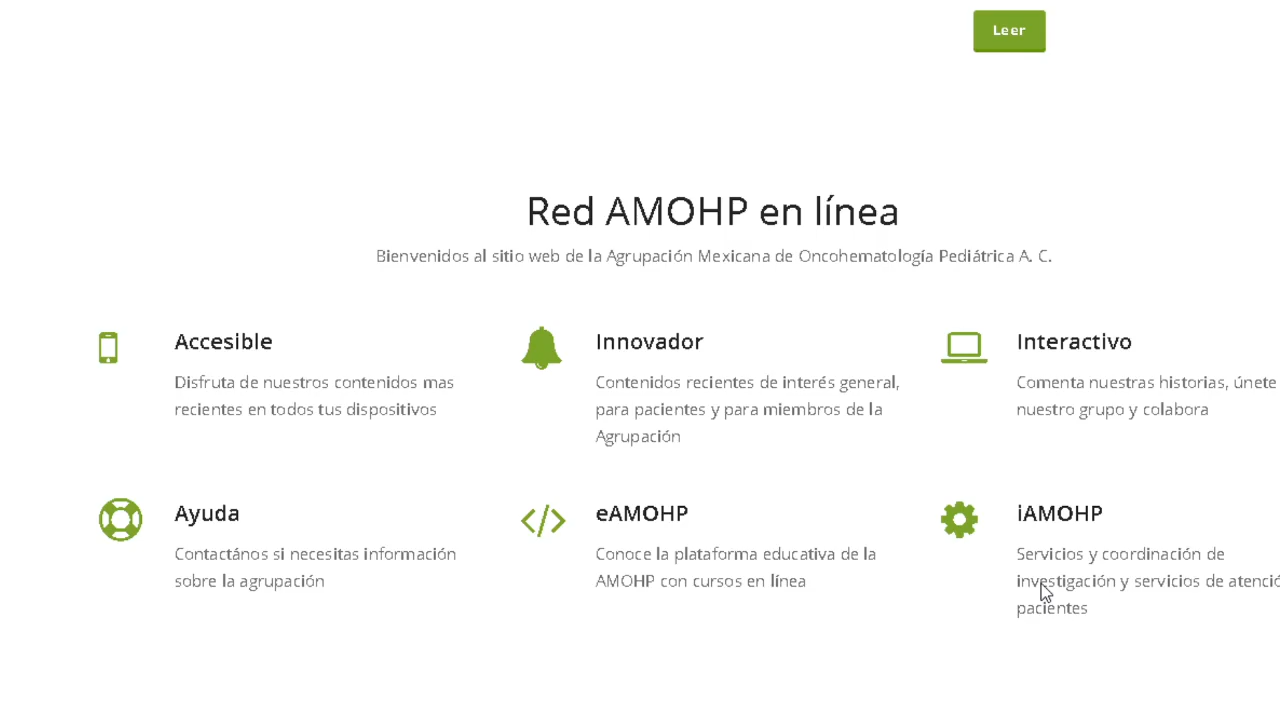 Leer
Red AMOHP en línea
Bienvenidos al sitio web de la Agrupación Mexicana de Oncohematología Pediátrica A. C.
Accesible
Disfruta de nuestros contenidos mas
recientes en todos tus dispositivos
Innovador
Contenidos recientes de interés general,
para pacientes y para miembros de la
Agrupación
Interactivo
Comenta nuestras historias, únete
nuestro grupo y colabora
Ayuda
Contactános si necesitas información
sobre la agrupación
eAMOHP
Conoce la plataforma educativa de la
AMOHP con cursos en línea
iAMOHP
Servicios y coordinación de
investigación y servicios de atenció
pacientes